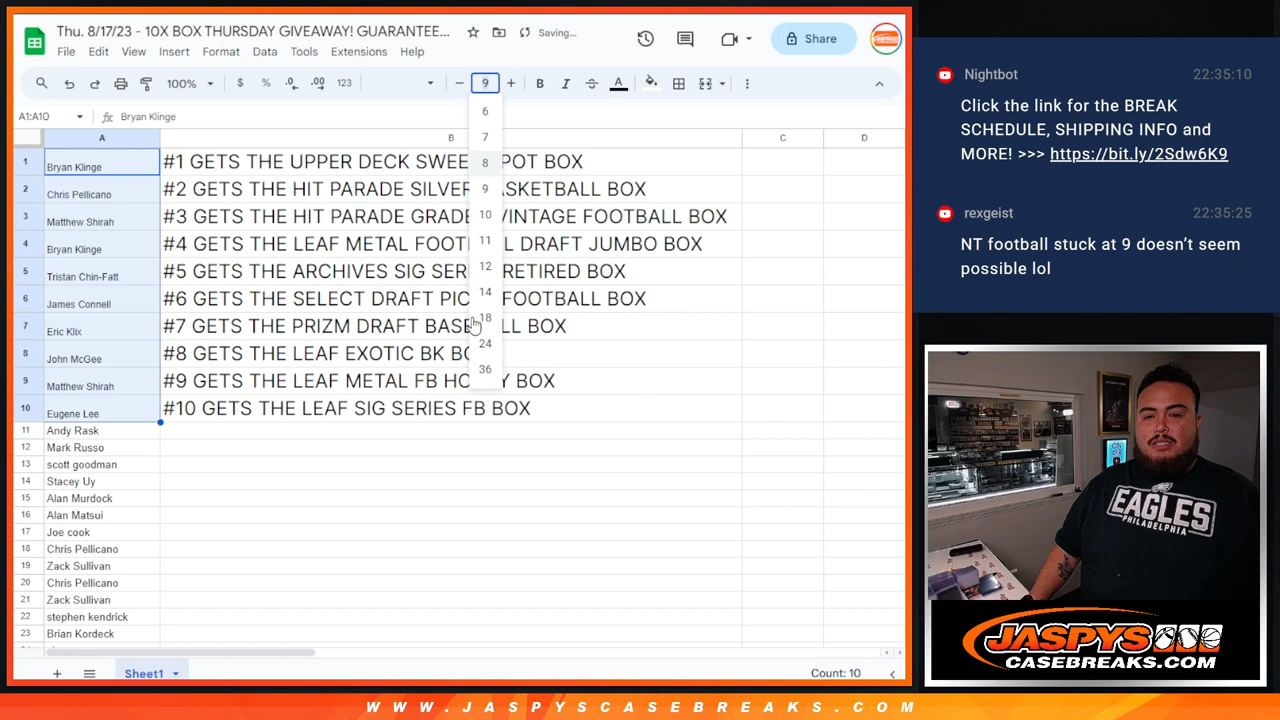 Thu. 8/17/23 - 10X BOX THURSDAY GIVEAWAY! GUARANTEE...
Saving...
File Edit View Insert Format Data Tools Extensions Help
Share
100% $ % .0 .00 123 − 9 + B I S A
A1:A10 fx Bryan Klinge
A B C D
1 Bryan Klinge #1 GETS THE UPPER DECK SWEE POT BOX
2 Chris Pellicano #2 GETS THE HIT PARADE SILVER ASKETBALL BOX
3 Matthew Shirah #3 GETS THE HIT PARADE GRADE VINTAGE FOOTBALL BOX
4 Bryan Klinge #4 GETS THE LEAF METAL FOOT L DRAFT JUMBO BOX
5 Tristan Chin-Fatt #5 GETS THE ARCHIVES SIG SER RETIRED BOX
6 James Connell #6 GETS THE SELECT DRAFT PIC FOOTBALL BOX
7 Eric Klix #7 GETS THE PRIZM DRAFT BASE LL BOX
8 John McGee #8 GETS THE LEAF EXOTIC BK BO
9 Matthew Shirah #9 GETS THE LEAF METAL FB HO Y BOX
10 Eugene Lee #10 GETS THE LEAF SIG SERIES FB BOX
11 Andy Rask
12 Mark Russo
13 scott goodman
14 Stacey Uy
15 Alan Murdock
16 Alan Matsui
17 Joe cook
18 Chris Pellicano
19 Zack Sullivan
20 Chris Pellicano
21 Zack Sullivan
22 stephen kendrick
23 Brian Kordeck
6
7
8
9
10
11
12
14
18
24
36
Sheet1
Count: 10
Nightbot 22:35:10
Click the link for the BREAK
SCHEDULE, SHIPPING INFO and
MORE! >>> https://bit.ly/2Sdw6K9
rexgeist 22:35:25
NT football stuck at 9 doesn't seem
possible lol
EAGLES
PHILADELPHIA
JASPYS
CASEBREAKS.COM
WWW.JASPYSCASEBREAKS.COM